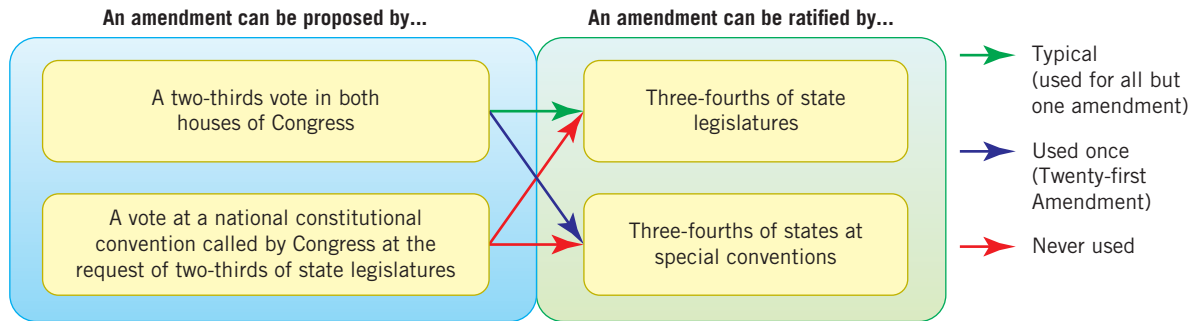 An amendment can be proposed by...
An amendment can be ratified by...
A two-thirds vote in both
houses of Congress
A vote at a national constitutional
convention called by Congress at the
request of two-thirds of state legislatures
Three-fourths of state
legislatures
Three-fourths of states at
special conventions
Typical
(used for all but
one amendment)
Used once
(Twenty-first
Amendment)
Never used